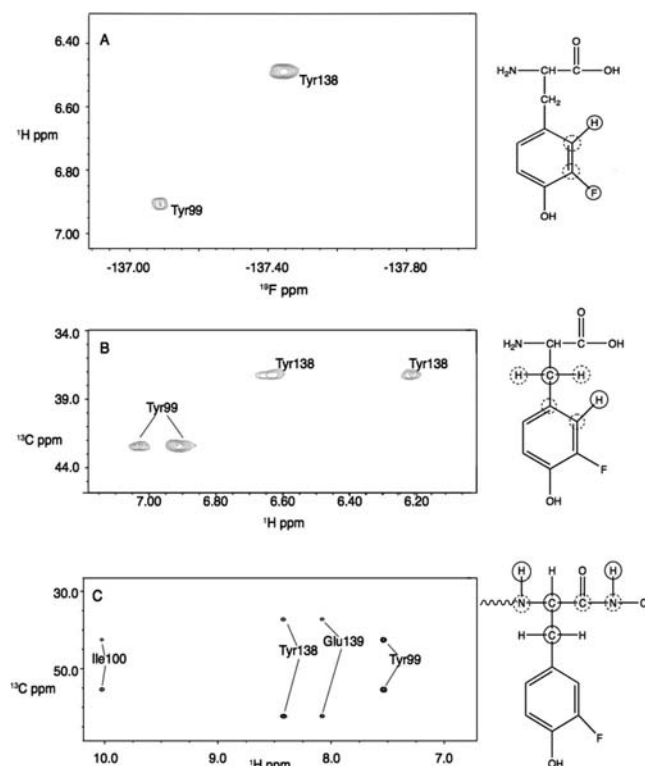 A
6.40
6.60
6.80
7.00
¹H ppm
Tyr138
Tyr99
-137.00
-137.40
-137.80
¹⁹F ppm
O
H₂N—CH—C—OH
CH₂
H
F
OH
B
34.0
39.0
44.0
¹³C ppm
Tyr138
Tyr138
Tyr99
7.00
6.80
6.60
6.40
6.20
¹H ppm
O
H₂N—CH—C—OH
H C H
H
F
OH
C
30.0
50.0
¹³C ppm
Ile100
Tyr138
Glu139
Tyr99
10.0
9.0
8.0
7.0
¹H ppm
H H O H
N—C—C—N—C
H—C—H
F
OH